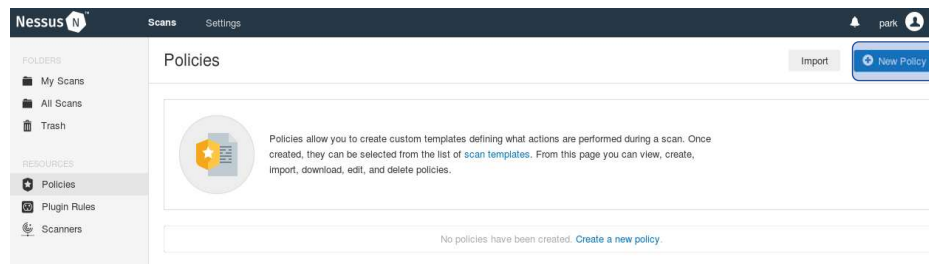 Nessus N ™
Scans Settings
park
FOLDERS
My Scans
All Scans
Trash
RESOURCES
Policies
Plugin Rules
Scanners
Policies
Import
New Policy
Policies allow you to create custom templates defining what actions are performed during a scan. Once
created, they can be selected from the list of scan templates. From this page you can view, create,
import, download, edit, and delete policies.
No policies have been created. Create a new policy.